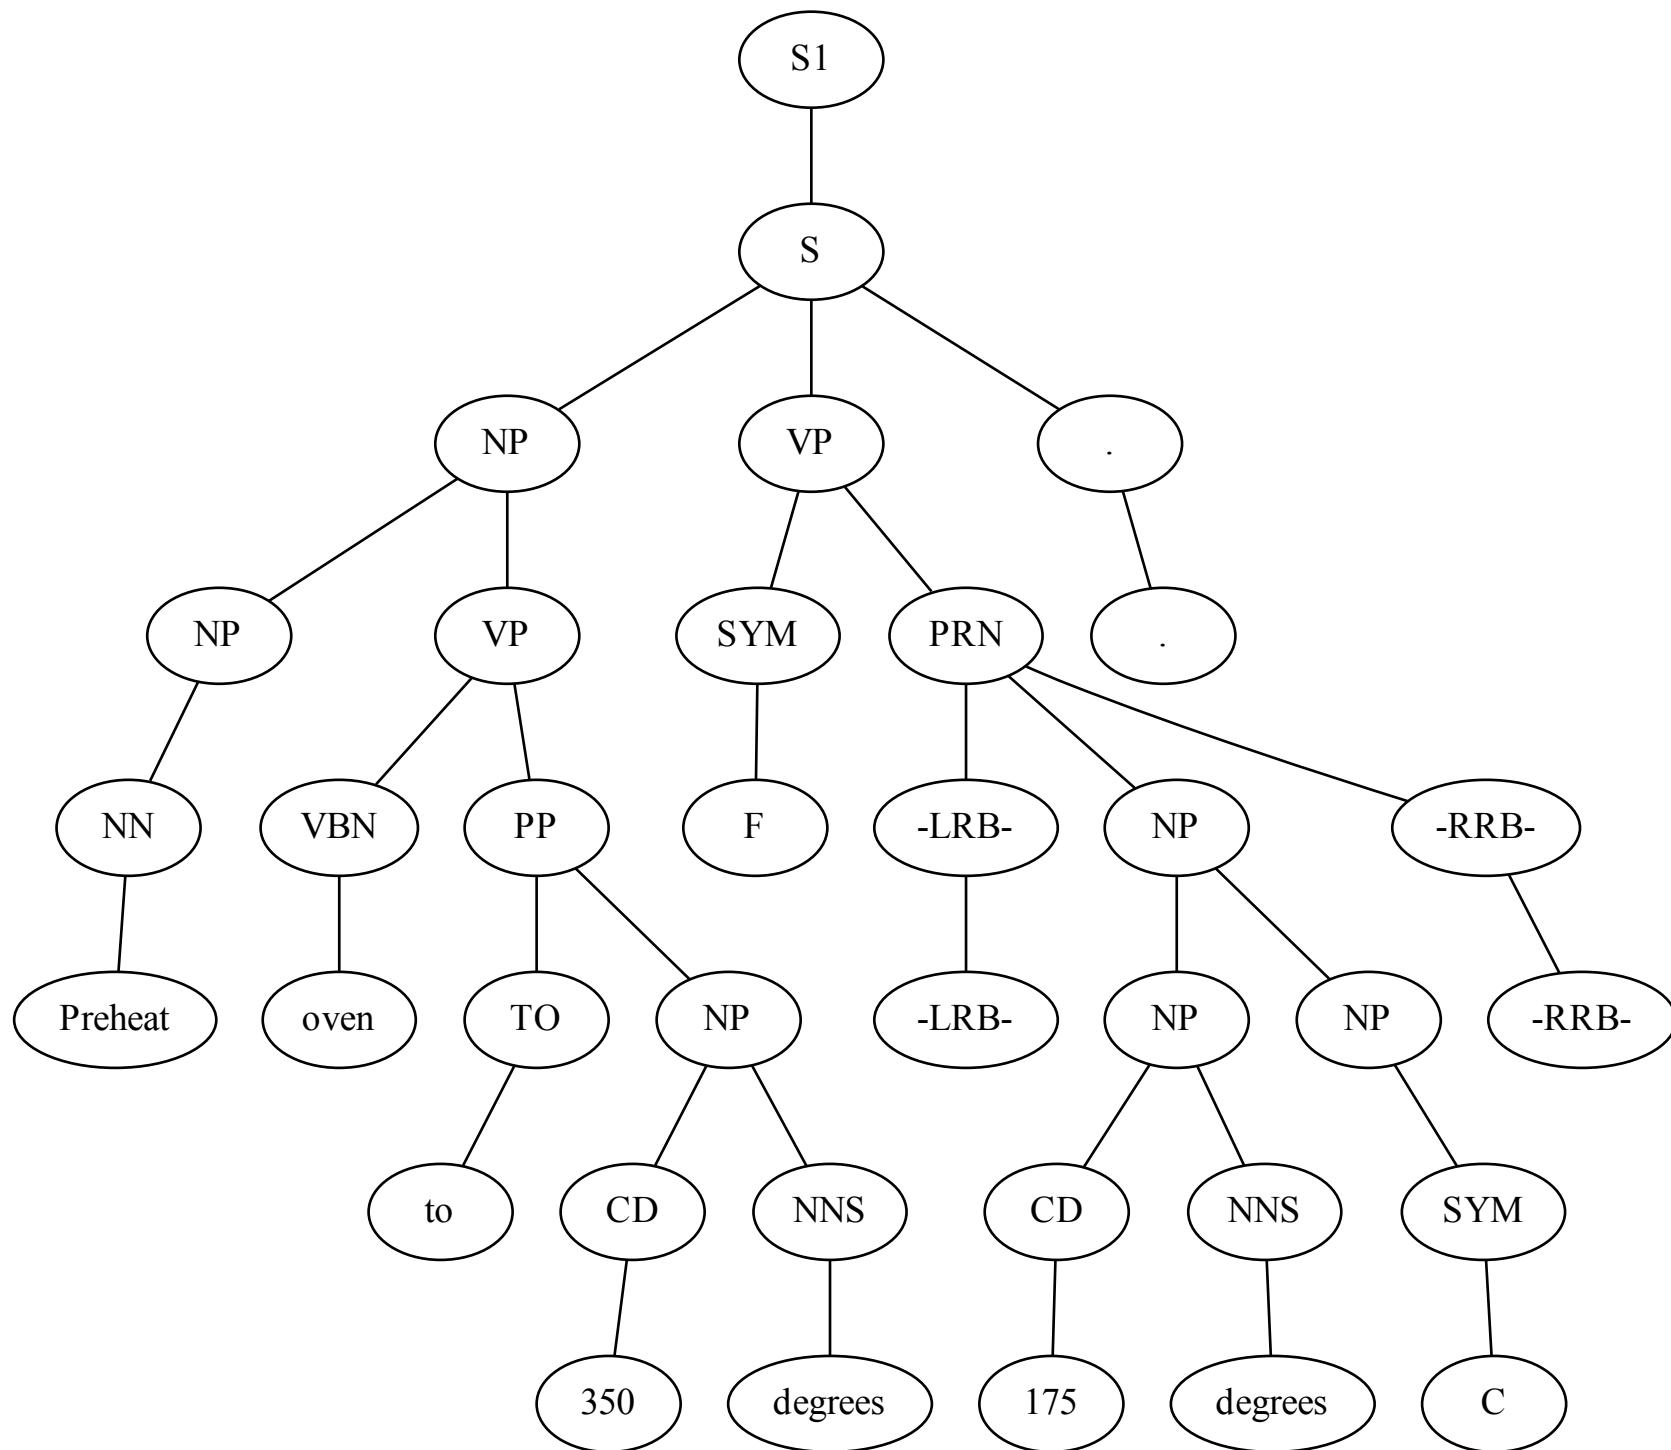 S1
S
NP VP .
NP VP SYM PRN .
NN VBN PP F -LRB- NP -RRB-
Preheat oven TO NP -LRB- NP NP -RRB-
to CD NNS CD NNS SYM
350 degrees 175 degrees C